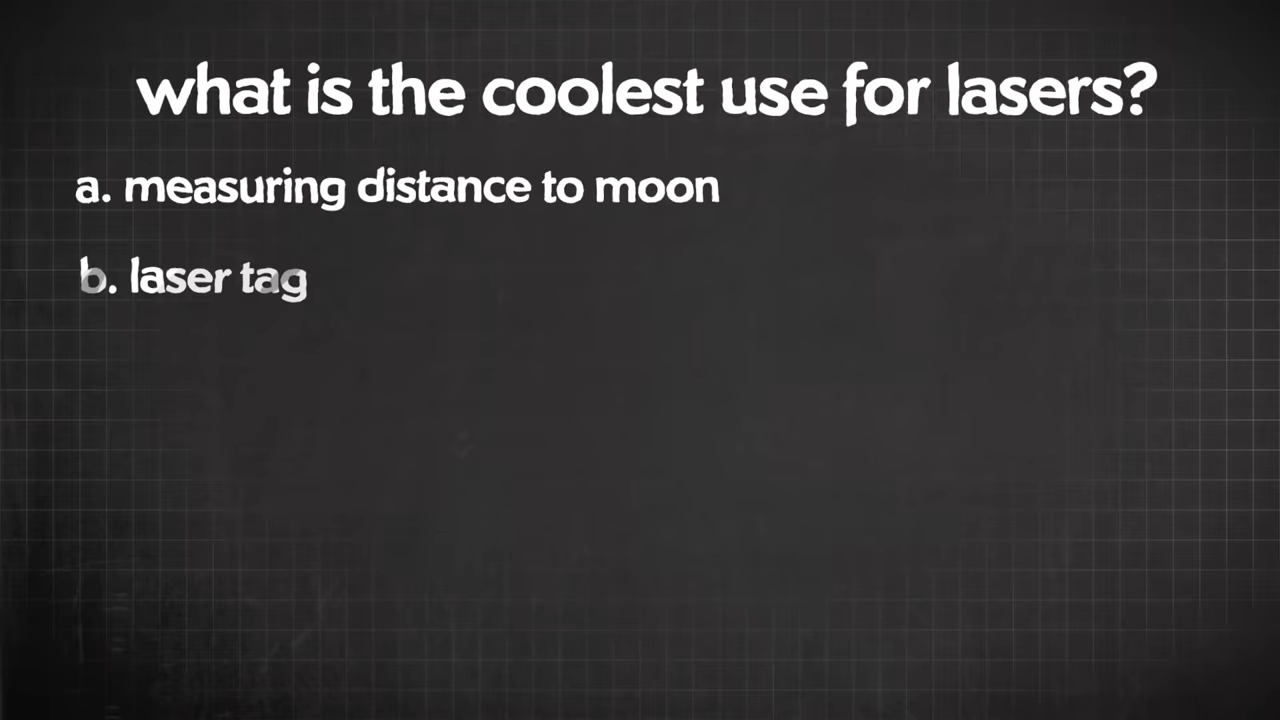 what is the coolest use for lasers?
a. measuring distance to moon
b. laser tag